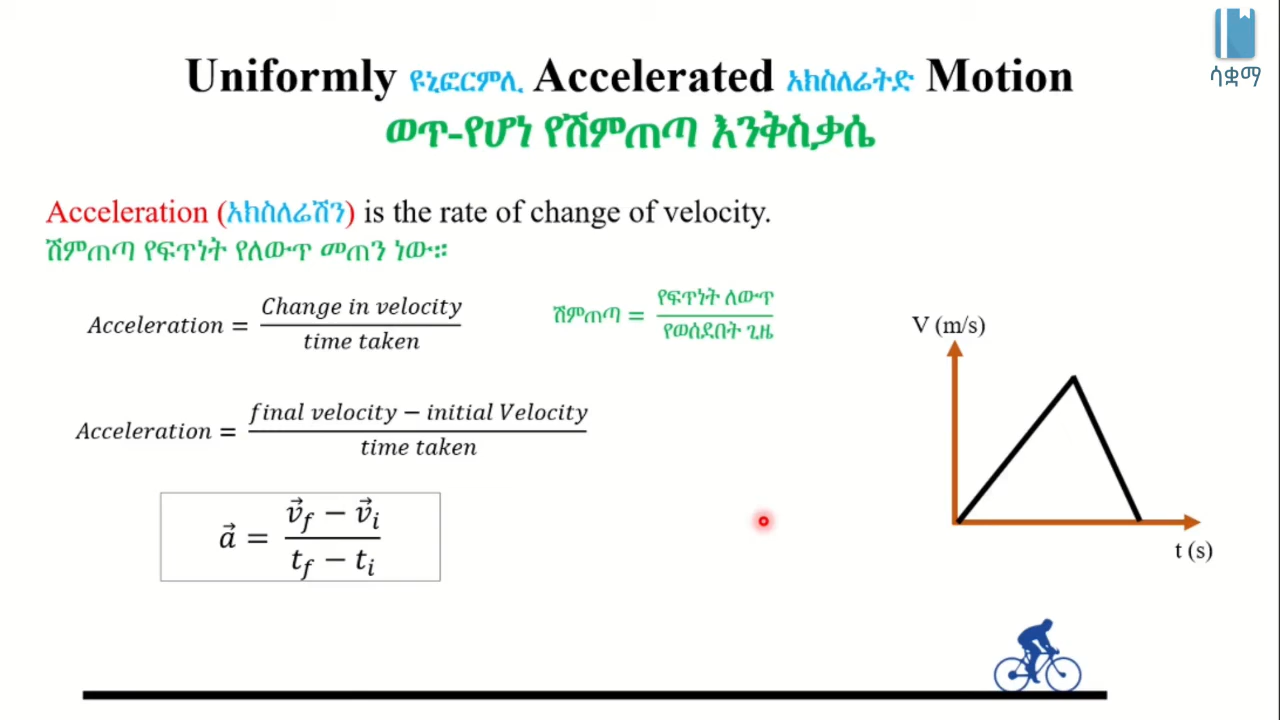 ሳቋማ
Uniformly ዩኒፎርምሊ Accelerated አክስለሬትድ Motion
ወጥ-የሆነ የሽምጠጣ እንቅስቃሴ
Acceleration (አክስለሬሽን) is the rate of change of velocity.
ሽምጠጣ የፍጥነት የለውጥ መጠን ነው።
Acceleration = Change in velocity / time taken
ሽምጠጣ = የፍጥነት ለውጥ / የወሰደበት ጊዜ
V (m/s)
Acceleration = final velocity − initial Velocity / time taken
a⃗ = v⃗f − v⃗i / tf − ti
t (s)